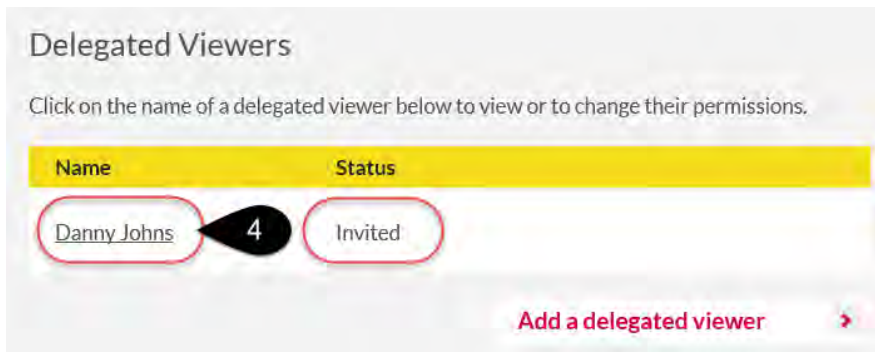 Delegated Viewers
Click on the name of a delegated viewer below to view or to change their permissions.
Name Status
Danny Johns 4 Invited
Add a delegated viewer >